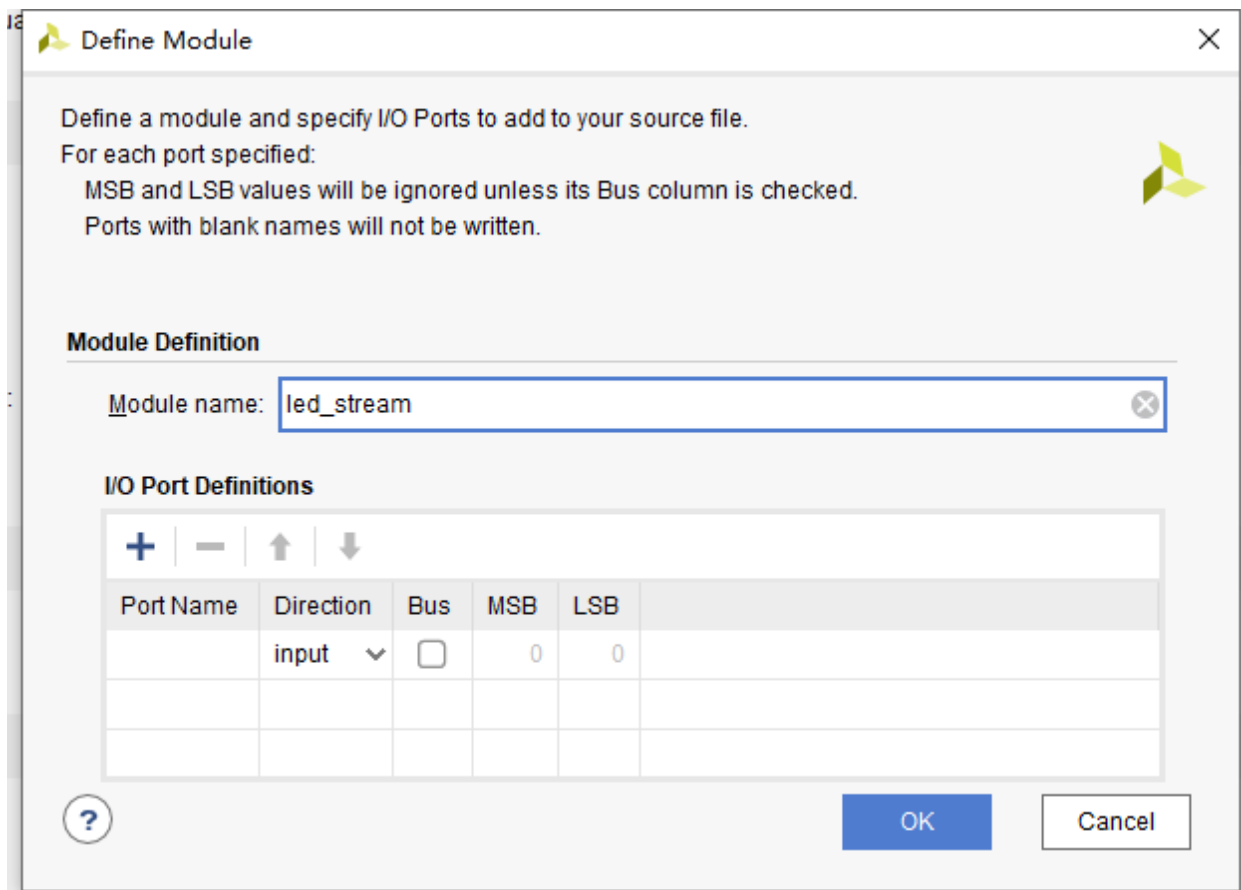 Define Module
Define a module and specify I/O Ports to add to your source file.
For each port specified:
MSB and LSB values will be ignored unless its Bus column is checked.
Ports with blank names will not be written.
Module Definition
Module name: led_stream
I/O Port Definitions
Port Name Direction Bus MSB LSB
input 0 0
? OK Cancel